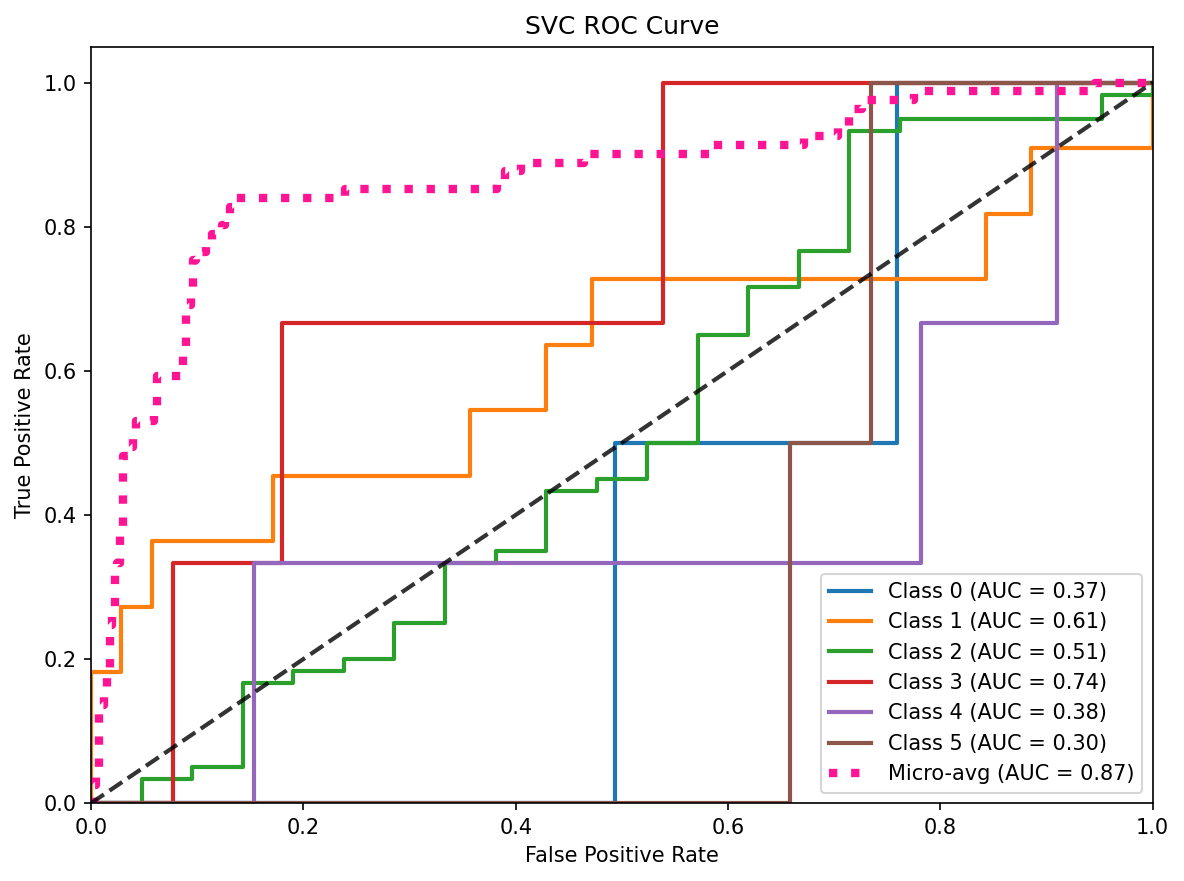 SVC ROC Curve
True Positive Rate
1.0
0.8
0.6
0.4
0.2
0.0
0.0 0.2 0.4 0.6 0.8 1.0
False Positive Rate
Class 0 (AUC = 0.37)
Class 1 (AUC = 0.61)
Class 2 (AUC = 0.51)
Class 3 (AUC = 0.74)
Class 4 (AUC = 0.38)
Class 5 (AUC = 0.30)
Micro-avg (AUC = 0.87)